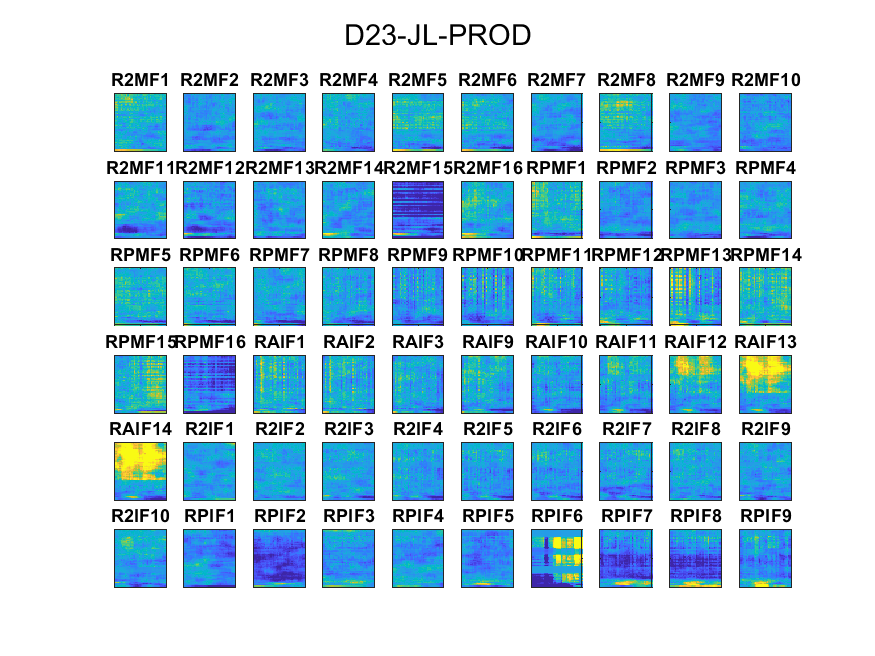 D23-JL-PROD
R2MF1 R2MF2 R2MF3 R2MF4 R2MF5 R2MF6 R2MF7 R2MF8 R2MF9 R2MF10
R2MF11 R2MF12 R2MF13 R2MF14 R2MF15 R2MF16 RPMF1 RPMF2 RPMF3 RPMF4
RPMF5 RPMF6 RPMF7 RPMF8 RPMF9 RPMF10 RPMF11 RPMF12 RPMF13 RPMF14
RPMF15 RPMF16 RAIF1 RAIF2 RAIF3 RAIF9 RAIF10 RAIF11 RAIF12 RAIF13
RAIF14 R2IF1 R2IF2 R2IF3 R2IF4 R2IF5 R2IF6 R2IF7 R2IF8 R2IF9
R2IF10 RPIF1 RPIF2 RPIF3 RPIF4 RPIF5 RPIF6 RPIF7 RPIF8 RPIF9